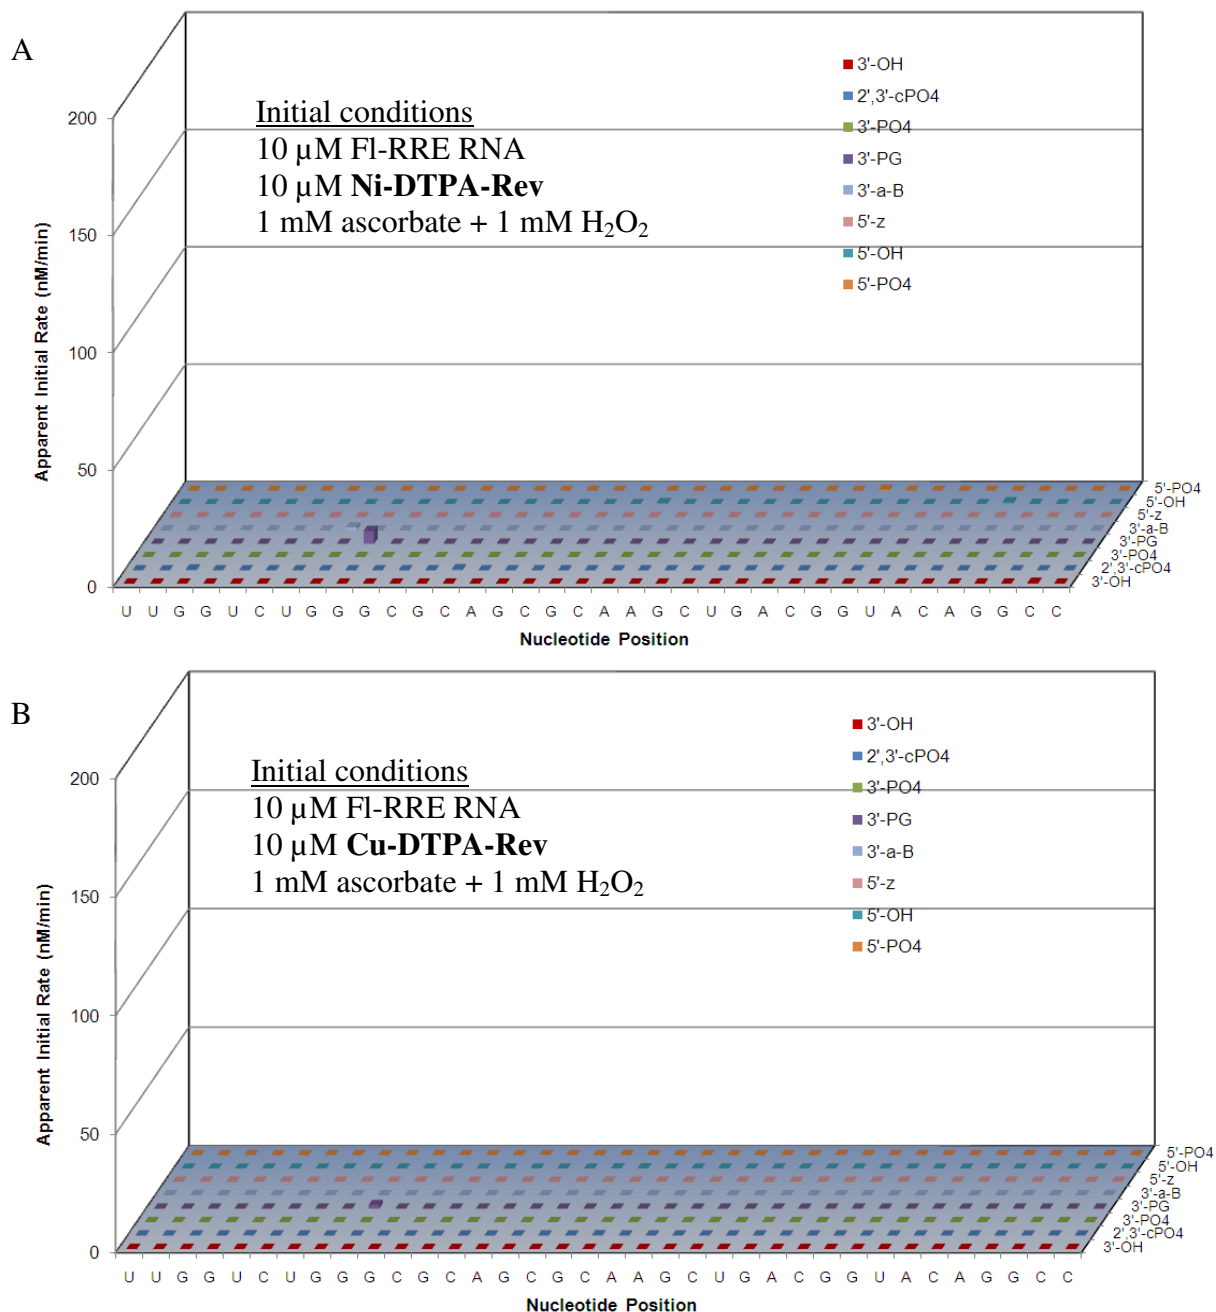 A
3'-OH
2',3'-cPO4
3'-PO4
3'-PG
3'-a-B
5'-z
5'-OH
5'-PO4
Initial conditions
10 µM Fl-RRE RNA
10 µM Ni-DTPA-Rev
1 mM ascorbate + 1 mM H₂O₂
Apparent Initial Rate (nM/min)
200
150
100
50
0
5'-PO4
5'-OH
5'-z
3'-a-B
3'-PG
3'-PO4
2',3'-cPO4
3'-OH
U U G G U C U G G G C G C A G C G C A A G C U G A C G G U A C A G G C C
Nucleotide Position
B
3'-OH
2',3'-cPO4
3'-PO4
3'-PG
3'-a-B
5'-z
5'-OH
5'-PO4
Initial conditions
10 µM Fl-RRE RNA
10 µM Cu-DTPA-Rev
1 mM ascorbate + 1 mM H₂O₂
Apparent Initial Rate (nM/min)
200
150
100
50
0
5'-PO4
5'-OH
5'-z
3'-a-B
3'-PG
3'-PO4
2',3'-cPO4
3'-OH
U U G G U C U G G G C G C A G C G C A A G C U G A C G G U A C A G G C C
Nucleotide Position